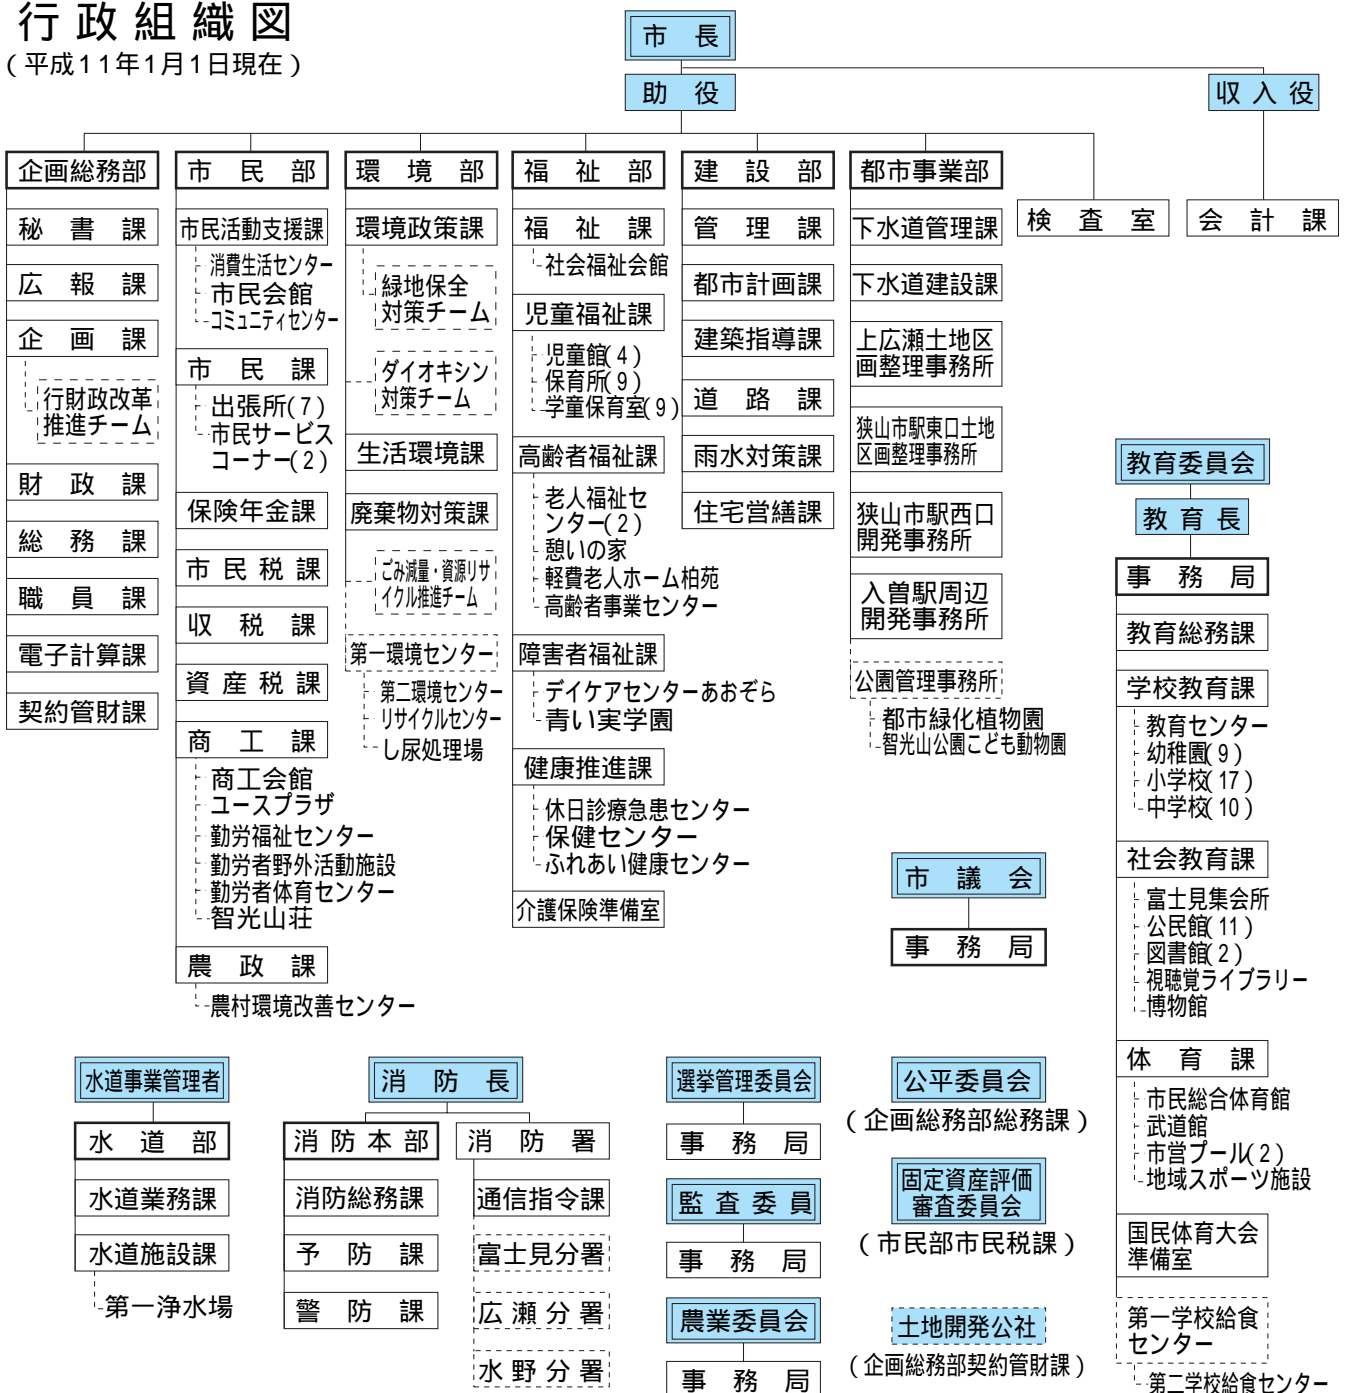 行政組織図
(平成11年1月1日現在)
市長
助役
収入役
企画総務部
秘書課
広報課
企画課
行財政改革
推進チーム
財政課
総務課
職員課
電子計算課
契約管財課
市民部
市民活動支援課
消費生活センター
市民会館
コミュニティセンター
市民課
出張所(7)
市民サービス
コーナー(2)
保険年金課
市民税課
収税課
資産税課
商工課
商工会館
ユースプラザ
勤労福祉センター
勤労者野外活動施設
勤労者体育センター
智光山荘
農政課
農村環境改善センター
環境部
環境政策課
緑地保全
対策チーム
ダイオキシン
対策チーム
生活環境課
廃棄物対策課
ごみ減量・資源リサ
イクル推進チーム
第一環境センター
第二環境センター
リサイクルセンター
し尿処理場
福祉部
福祉課
社会福祉会館
児童福祉課
児童館(4)
保育所(9)
学童保育室(9)
高齢者福祉課
老人福祉セ
ンター(2)
憩いの家
軽費老人ホーム柏苑
高齢者事業センター
障害者福祉課
デイケアセンターあおぞら
青い実学園
健康推進課
休日診療急患センター
保健センター
ふれあい健康センター
介護保険準備室
建設部
管理課
都市計画課
建築指導課
道路課
雨水対策課
住宅営繕課
都市事業部
下水道管理課
下水道建設課
上広瀬土地区
画整理事務所
狭山市駅東口土地
区画整理事務所
狭山市駅西口
開発事務所
入曽駅周辺
開発事務所
公園管理事務所
都市緑化植物園
智光山公園こども動物園
検査室
会計課
教育委員会
教育長
事務局
教育総務課
学校教育課
教育センター
幼稚園(9)
小学校(17)
中学校(10)
社会教育課
富士見集会所
公民館(11)
図書館(2)
視聴覚ライブラリー
博物館
体育課
市民総合体育館
武道館
市営プール(2)
地域スポーツ施設
国民体育大会
準備室
第一学校給食
センター
第二学校給食センター
市議会
事務局
水道事業管理者
水道部
水道業務課
水道施設課
第一浄水場
消防長
消防本部
消防総務課
予防課
警防課
消防署
通信指令課
富士見分署
広瀬分署
水野分署
選挙管理委員会
事務局
監査委員
事務局
農業委員会
事務局
公平委員会
(企画総務部総務課)
固定資産評価
審査委員会
(市民部市民税課)
土地開発公社
(企画総務部契約管財課)